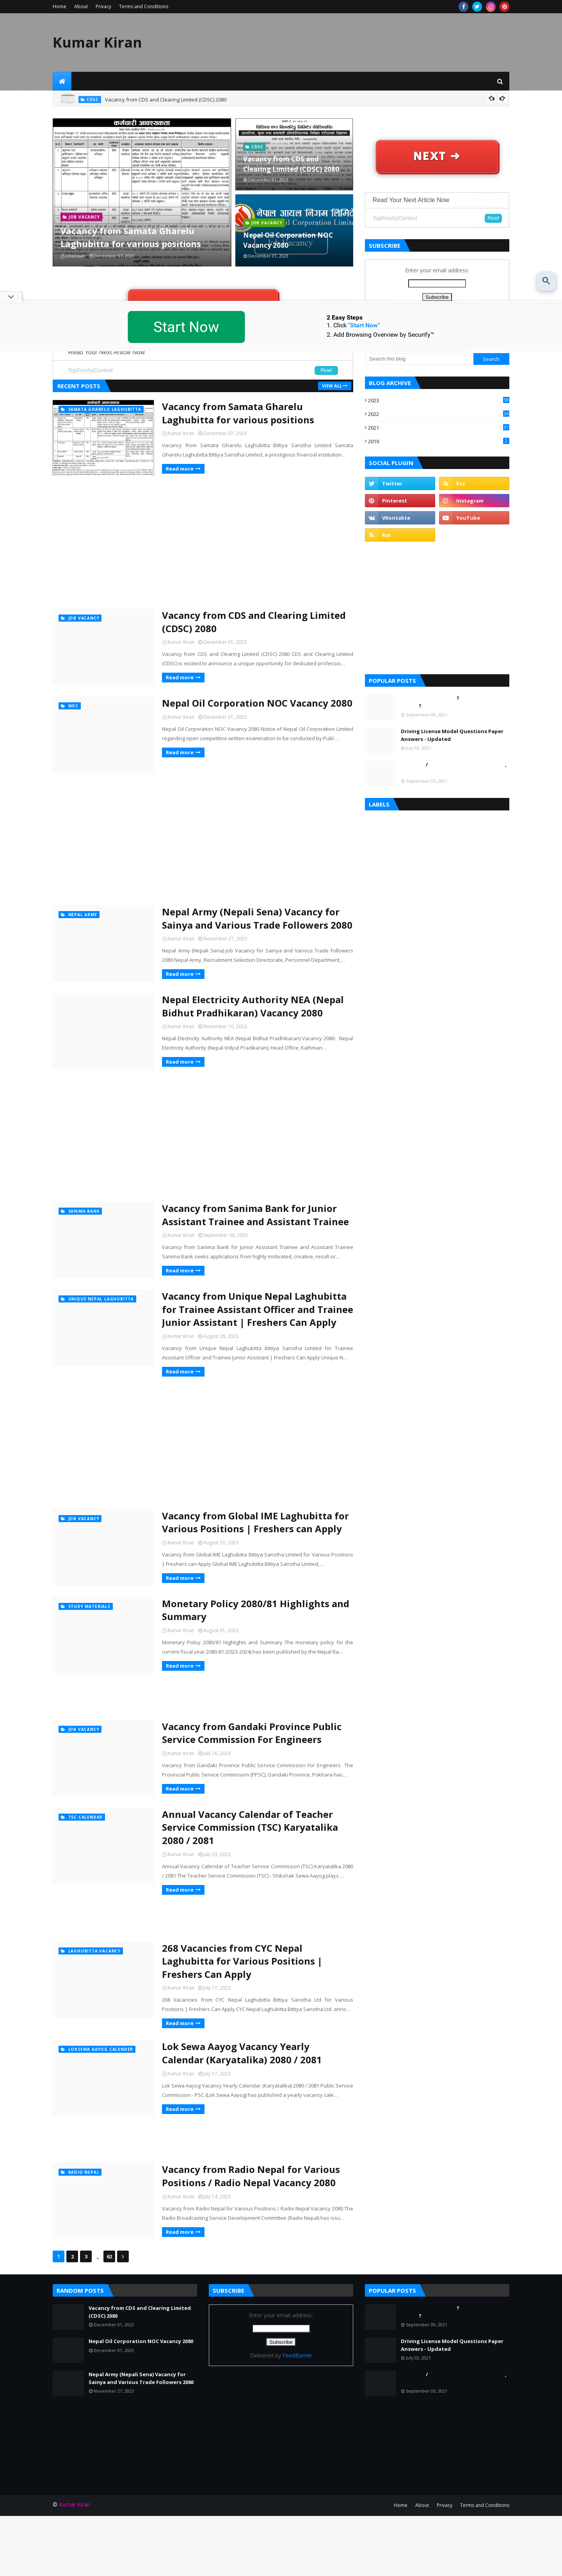 Home About Privacy Terms and Conditions
Kumar Kiran
CDSE Vacancy from CDS and Clearing Limited (CDSC) 2080
कर्मचारी आवश्यकता
JOB VACANCY
Vacancy from Samata Gharelu
Laghubitta for various positions
Unknown December 07, 2023
CDSC
Vacancy from CDS and
Clearing Limited (CDSC) 2080
December 01, 2023
नेपाल आयल निगम लिमिटेड
JOB VACANCY
Nepal Oil Corporation NOC
Vacancy 2080
December 01, 2023
NEXT ➜
Read Your Next Article Now
TopFreshyContent Read
SUBSCRIBE
Enter your email address:
Subscribe
Start Now
2 Easy Steps
1. Click "Start Now"
2. Add Browsing Overview by Securify™
Read Your Next Article Now
TopFreshyContent Read
RECENT POSTS VIEW ALL
SAMATA GHARELU LAGHUBITTA
Vacancy from Samata Gharelu
Laghubitta for various positions
Kumar Kiran December 07, 2023
Vacancy from Samata Gharelu Laghubitta Bittiya Sanstha Limited Samata
Gharelu Laghubitta Bittiya Sanstha Limited, a prestigious financial institution…
Read more
JOB VACANCY
Vacancy from CDS and Clearing Limited
(CDSC) 2080
Kumar Kiran December 01, 2023
Vacancy from CDS and Clearing Limited (CDSC) 2080 CDS and Clearing Limited
(CDSC) is excited to announce a unique opportunity for dedicated professio…
Read more
NOC
Nepal Oil Corporation NOC Vacancy 2080
Kumar Kiran December 01, 2023
Nepal Oil Corporation NOC Vacancy 2080 Notice of Nepal Oil Corporation
regarding open competitive written examination to be conducted by Publ…
Read more
NEPAL ARMY
Nepal Army (Nepali Sena) Vacancy for
Sainya and Various Trade Followers 2080
Kumar Kiran November 27, 2023
Nepal Army (Nepali Sena) Job Vacancy for Sainya and Various Trade Followers
2080 Nepal Army, Recruitment Selection Directorate, Personnel Department,…
Read more
Nepal Electricity Authority NEA (Nepal
Bidhut Pradhikaran) Vacancy 2080
Kumar Kiran November 10, 2023
Nepal Electricity Authority NEA (Nepal Bidhut Pradhikaran) Vacancy 2080. Nepal
Electricity Authority (Nepal Vidyut Pradikaran), Head Office, Kathman…
Read more
SANIMA BANK
Vacancy from Sanima Bank for Junior
Assistant Trainee and Assistant Trainee
Kumar Kiran September 06, 2023
Vacancy from Sanima Bank for Junior Assistant Trainee and Assistant Trainee
Sanima Bank seeks applications from highly motivated, creative, result-or…
Read more
UNIQUE NEPAL LAGHUBITTA
Vacancy from Unique Nepal Laghubitta
for Trainee Assistant Officer and Trainee
Junior Assistant | Freshers Can Apply
Kumar Kiran August 28, 2023
Vacancy from Unique Nepal Laghubitta Bittiya Sanstha Limited for Trainee
Assistant Officer and Trainee Junior Assistant | Freshers Can Apply Unique N…
Read more
JOB VACANCY
Vacancy from Global IME Laghubitta for
Various Positions | Freshers can Apply
Kumar Kiran August 20, 2023
Vacancy from Global IME Laghubitta Bittiya Sanstha Limited for Various Positions
| Freshers can Apply Global IME Laghubitta Bittiya Sanstha Limited, …
Read more
STUDY MATERIALS
Monetary Policy 2080/81 Highlights and
Summary
Kumar Kiran August 01, 2023
Monetary Policy 2080/81 Highlights and Summary The monetary policy for the
current fiscal year 2080-81 (2023-2024) has been published by the Nepal Ra…
Read more
JOB VACANCY
Vacancy from Gandaki Province Public
Service Commission For Engineers
Kumar Kiran July 26, 2023
Vacancy from Gandaki Province Public Service Commission For Engineers The
Provincial Public Service Commission (PPSC), Gandaki Province, Pokhara has…
Read more
TSC CALENDAR
Annual Vacancy Calendar of Teacher
Service Commission (TSC) Karyatalika
2080 / 2081
Kumar Kiran July 23, 2023
Annual Vacancy Calendar of Teacher Service Commission (TSC) Karyatalika 2080
/ 2081 The Teacher Service Commission (TSC) - Shikshak Sewa Aayog plays …
Read more
LAGHUBITTA VACANCY
268 Vacancies from CYC Nepal
Laghubitta for Various Positions |
Freshers Can Apply
Kumar Kiran July 17, 2023
268 Vacancies from CYC Nepal Laghubitta Bittiya Sanstha Ltd for Various
Positions | Freshers Can Apply CYC Nepal Laghubitta Bittiya Sanstha Ltd. anno…
Read more
LOKSEWA AAYOG CALENDER
Lok Sewa Aayog Vacancy Yearly
Calendar (Karyatalika) 2080 / 2081
Kumar Kiran July 17, 2023
Lok Sewa Aayog Vacancy Yearly Calendar (Karyatalika) 2080 / 2081 Public Service
Commission - PSC (Lok Sewa Aayog) has published a yearly vacancy cale…
Read more
RADIO NEPAL
Vacancy from Radio Nepal for Various
Positions / Radio Nepal Vacancy 2080
Kumar Kiran July 14, 2023
Vacancy from Radio Nepal for Various Positions / Radio Nepal Vacancy 2080 The
Radio Broadcasting Service Development Committee (Radio Nepal) has issu…
Read more
1 2 3 ... 62
Search this blog Search
BLOG ARCHIVE
2023
2022
2021
2019
SOCIAL PLUGIN
Twitter Rss
Pinterest Instagram
VKontakte YouTube
Rss
POPULAR POSTS
?
?
September 09, 2021
Driving License Model Questions Paper
Answers - Updated
July 02, 2021
/ ,
September 05, 2021
LABELS
RANDOM POSTS
Vacancy from CDS and Clearing Limited
(CDSC) 2080
December 01, 2023
Nepal Oil Corporation NOC Vacancy 2080
December 01, 2023
Nepal Army (Nepali Sena) Vacancy for
Sainya and Various Trade Followers 2080
November 27, 2023
SUBSCRIBE
Enter your email address:
Subscribe
Delivered by FeedBurner
POPULAR POSTS
?
?
September 09, 2021
Driving License Model Questions Paper
Answers - Updated
July 02, 2021
/ ,
September 05, 2021
© Kumar Kiran
Home About Privacy Terms and Conditions